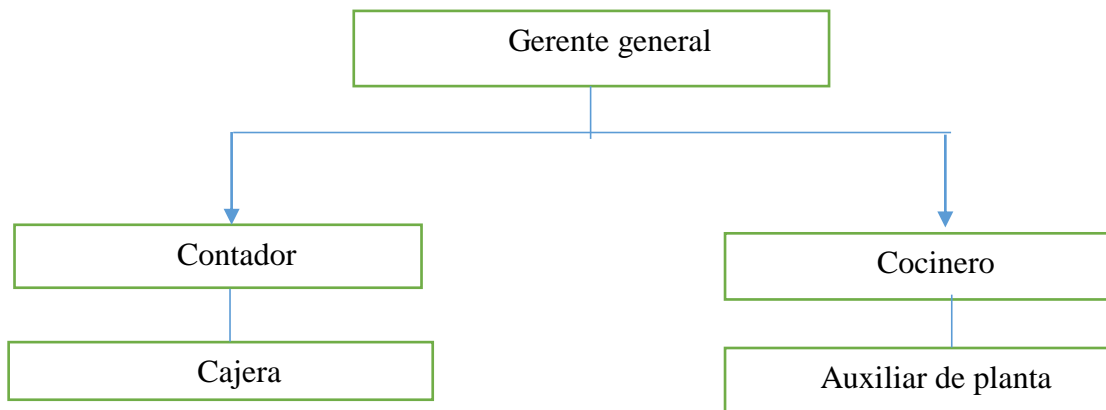 Gerente general
Contador
Cocinero
Cajera
Auxiliar de planta